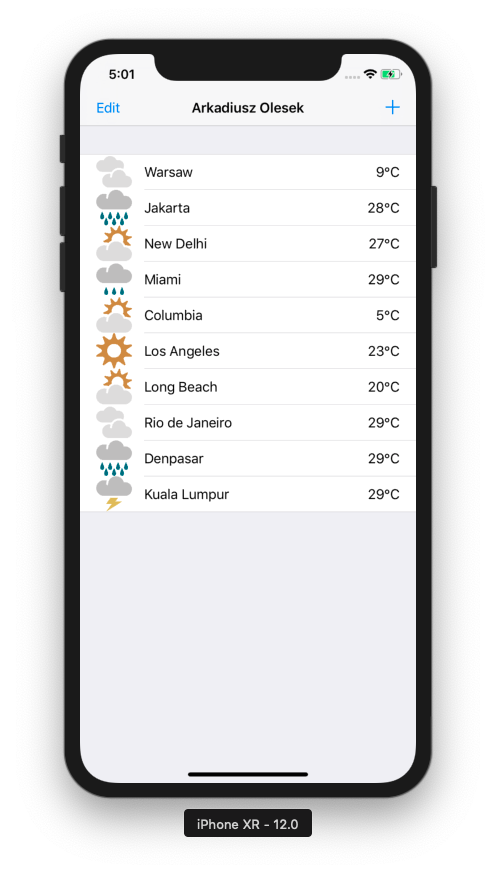 5:01
Edit Arkadiusz Olesek +
Warsaw 9°C
Jakarta 28°C
New Delhi 27°C
Miami 29°C
Columbia 5°C
Los Angeles 23°C
Long Beach 20°C
Rio de Janeiro 29°C
Denpasar 29°C
Kuala Lumpur 29°C
iPhone XR - 12.0